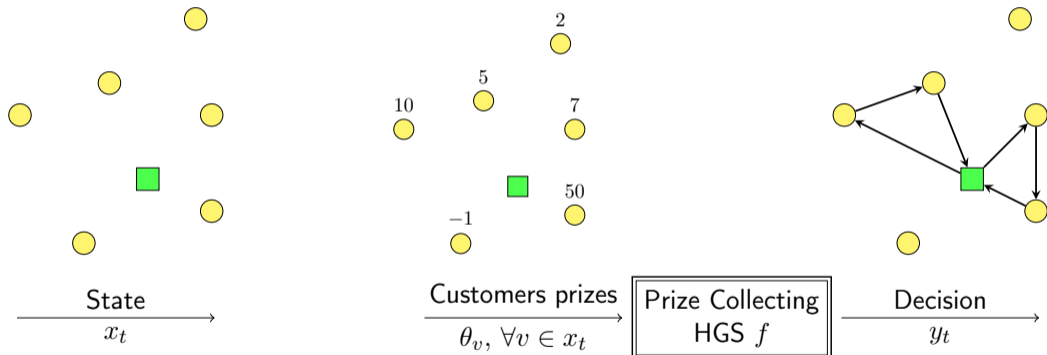 2
5
10
7
50
−1
State
x_t
Customers prizes
θ_v, ∀v ∈ x_t
Prize Collecting
HGS f
Decision
y_t